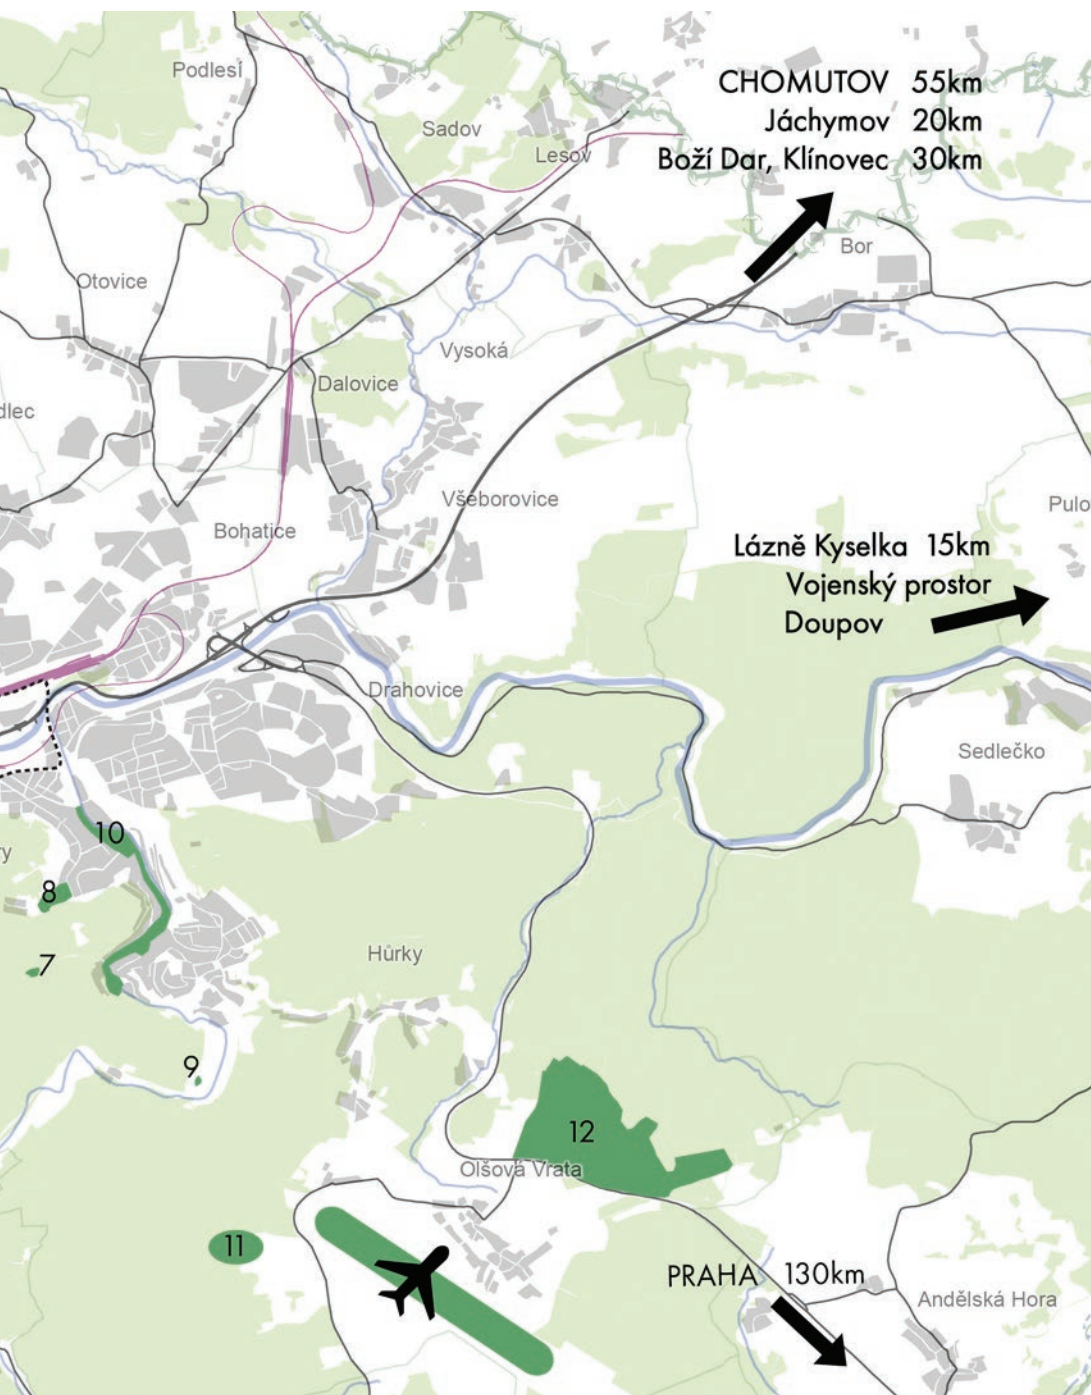 Podlesí
CHOMUTOV 55km
Sadov
Jáchymov 20km
Lesov
Boží Dar, Klínovec 30km
Bor
Otovice
Vysoká
Dalovice
dlec
Všeborovice
Pulo
Bohatice
Lázně Kyselka 15km
Vojenský prostor
Doupov
Drahovice
Sedlečko
10
ry
8
Hůrky
7
9
12
Olšová Vrata
11
PRAHA 130km
Andělská Hora